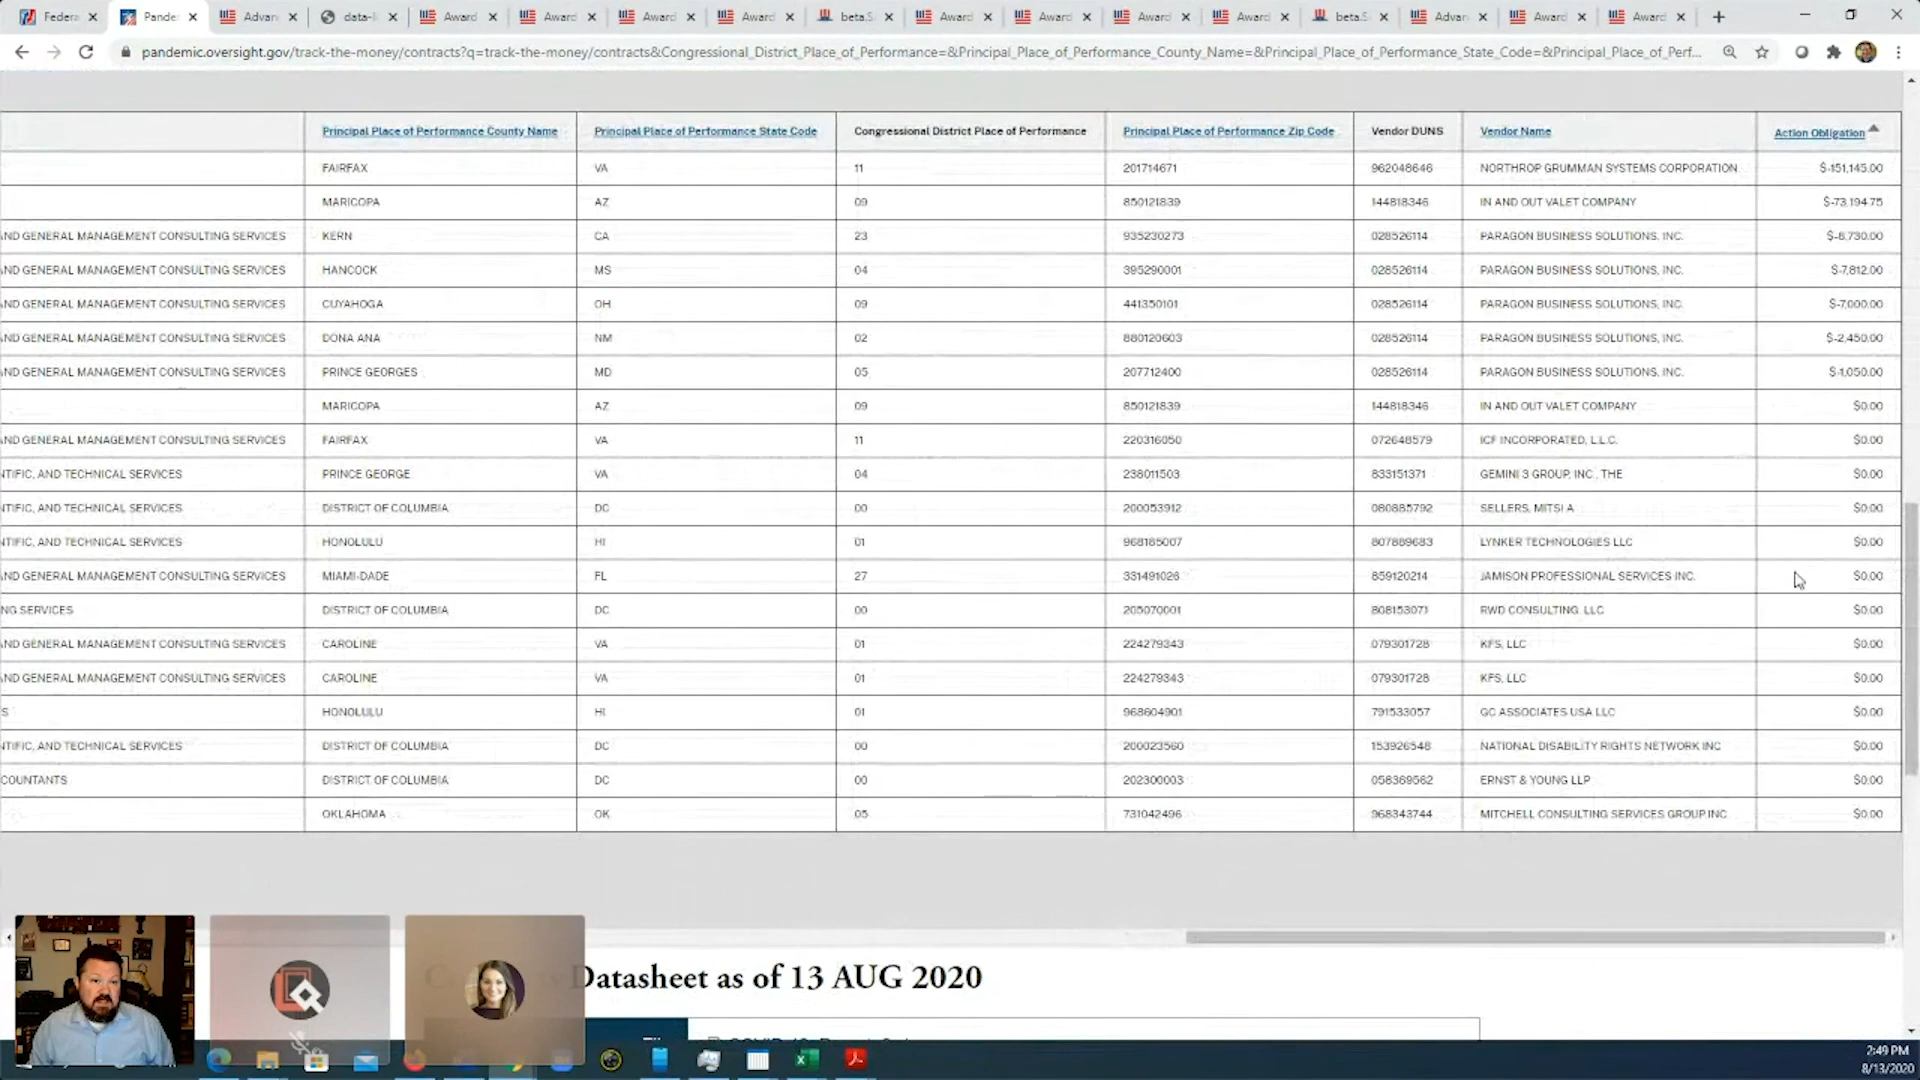 Federa
Pande
Advan
data-l
Award
Award
Award
Award
beta.S
Award
Award
Award
Award
beta.S
Advan
Award
Award
pandemic.oversight.gov/track-the-money/contracts?q=track-the-money/contracts&Congressional_District_Place_of_Performance=&Principal_Place_of_Performance_County_Name=&Principal_Place_of_Performance_State_Code=&Principal_Place_of_Perf...
Principal Place of Performance County Name Principal Place of Performance State Code Congressional District Place of Performance Principal Place of Performance Zip Code Vendor DUNS Vendor Name Action Obligation
FAIRFAX VA 11 201714671 962048646 NORTHROP GRUMMAN SYSTEMS CORPORATION $-151,145.00
MARICOPA AZ 09 850121839 144818346 IN AND OUT VALET COMPANY $-73,194.75
ND GENERAL MANAGEMENT CONSULTING SERVICES KERN CA 23 935230273 028526114 PARAGON BUSINESS SOLUTIONS, INC. $-8,730.00
ND GENERAL MANAGEMENT CONSULTING SERVICES HANCOCK MS 04 395290001 028526114 PARAGON BUSINESS SOLUTIONS, INC. $-7,812.00
ND GENERAL MANAGEMENT CONSULTING SERVICES CUYAHOGA OH 09 441350101 028526114 PARAGON BUSINESS SOLUTIONS, INC. $-7,000.00
ND GENERAL MANAGEMENT CONSULTING SERVICES DONA ANA NM 02 880120603 028526114 PARAGON BUSINESS SOLUTIONS, INC. $-2,450.00
ND GENERAL MANAGEMENT CONSULTING SERVICES PRINCE GEORGES MD 05 207712400 028526114 PARAGON BUSINESS SOLUTIONS, INC. $-1,050.00
MARICOPA AZ 09 850121839 144818346 IN AND OUT VALET COMPANY $0.00
ND GENERAL MANAGEMENT CONSULTING SERVICES FAIRFAX VA 11 220316050 072648579 ICF INCORPORATED, L.L.C. $0.00
NTIFIC, AND TECHNICAL SERVICES PRINCE GEORGE VA 04 238011503 833151371 GEMINI 3 GROUP, INC., THE $0.00
NTIFIC, AND TECHNICAL SERVICES DISTRICT OF COLUMBIA DC 00 200053912 080885792 SELLERS, MITSI A $0.00
NTIFIC, AND TECHNICAL SERVICES HONOLULU HI 01 968185007 807889683 LYNKER TECHNOLOGIES LLC $0.00
ND GENERAL MANAGEMENT CONSULTING SERVICES MIAMI-DADE FL 27 331491026 859120214 JAMISON PROFESSIONAL SERVICES INC. $0.00
NG SERVICES DISTRICT OF COLUMBIA DC 00 205070001 808153071 RWD CONSULTING, LLC $0.00
ND GENERAL MANAGEMENT CONSULTING SERVICES CAROLINE VA 01 224279343 079301728 KFS, LLC $0.00
ND GENERAL MANAGEMENT CONSULTING SERVICES CAROLINE VA 01 224279343 079301728 KFS, LLC $0.00
S HONOLULU HI 01 968604901 791533057 GC ASSOCIATES USA LLC $0.00
NTIFIC, AND TECHNICAL SERVICES DISTRICT OF COLUMBIA DC 00 200023560 153926548 NATIONAL DISABILITY RIGHTS NETWORK INC $0.00
COUNTANTS DISTRICT OF COLUMBIA DC 00 202300003 058369562 ERNST & YOUNG LLP $0.00
OKLAHOMA OK 05 731042496 968343744 MITCHELL CONSULTING SERVICES GROUP INC $0.00
Datasheet as of 13 AUG 2020
2:49 PM
8/13/2020